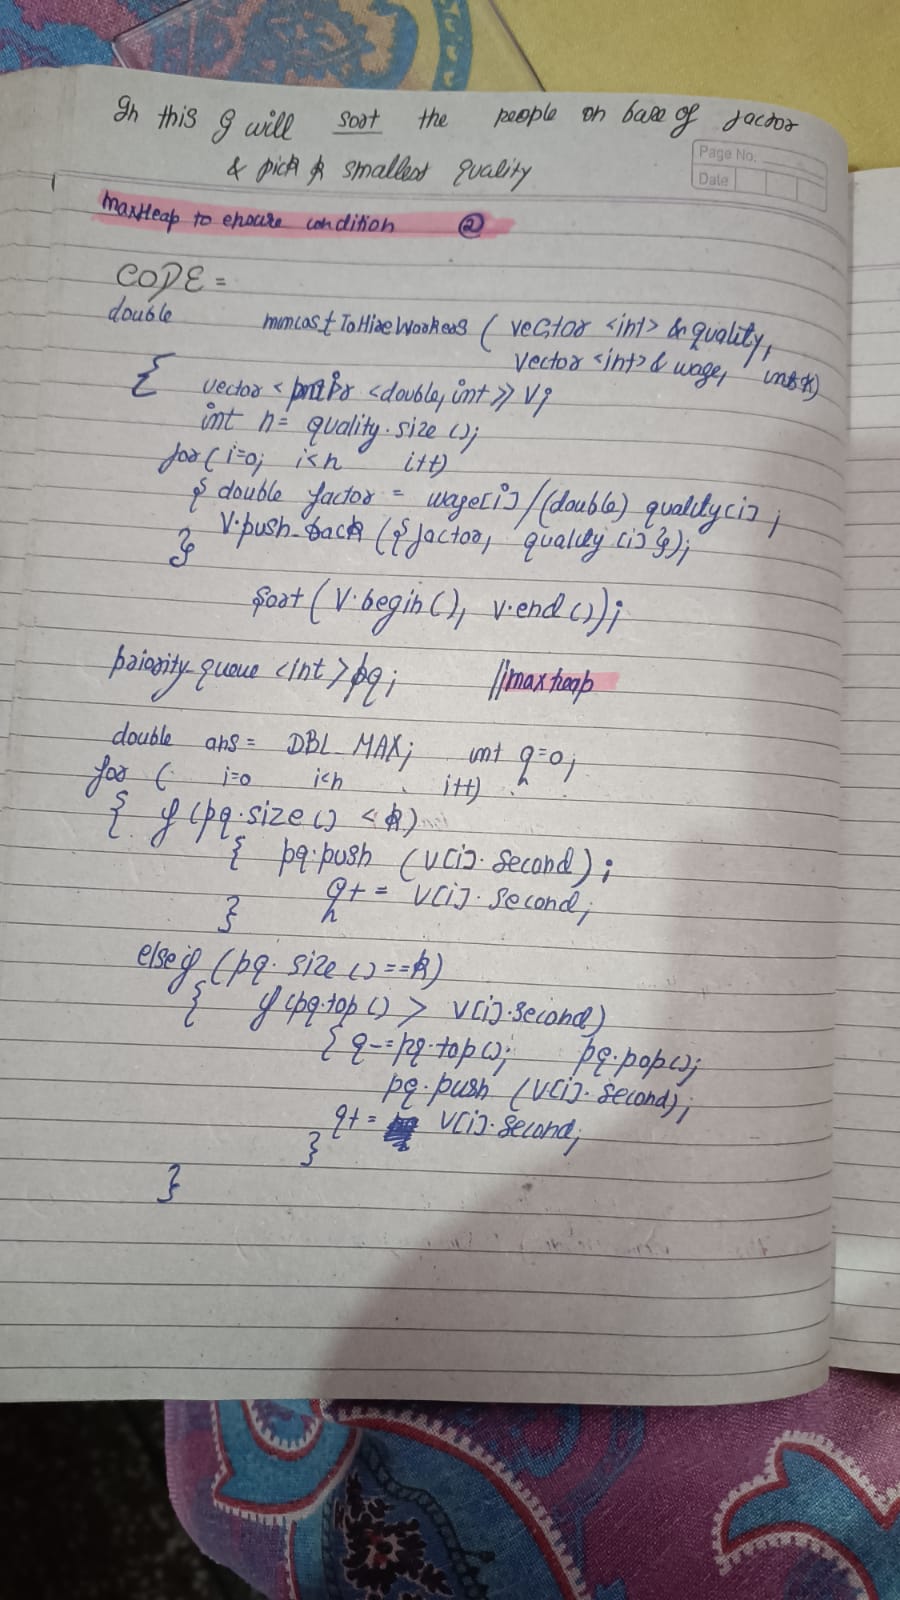 In this I will sort the people on base of factor
& pick k smallest quality
Page No.
Date
maxHeap to ensure condition ②
CODE =
double mincostToHireWorkers ( vector <int> & quality,
vector <int> & wage, int k)
{ vector < pair <double, int >> V;
int n = quality.size ();
for ( i=0; i<n i++)
{ double factor = wage[i] /(double) quality[i] ;
V.push_back ({factor, quality [i]});
}
sort ( V.begin(), v.end ());
priority-queue <int> pq; // maxheap
double ans = DBL_MAX; int q=0;
for ( i=0 i<n i++)
{ if (pq.size () < k)
{ pq.push (V[i]. second) ;
q+ = V[i]. second;
}
else if (pq. size () ==k)
{ if (pq.top () > V[i].second)
{ q-=pq.top(); pq.pop();
pq.push (V[i]. second);
q+ = V[i].second;
}
}